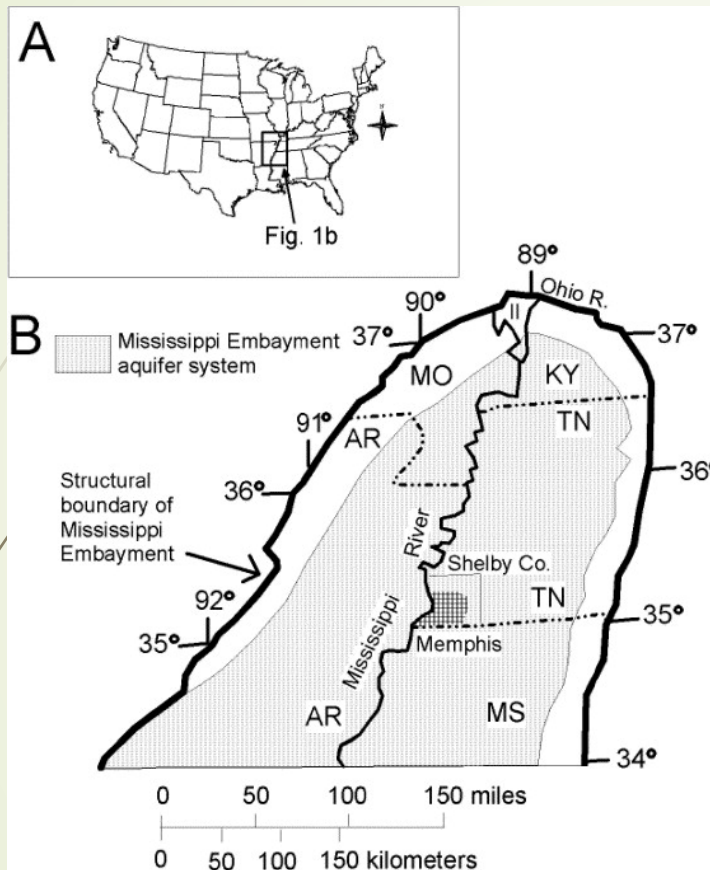 A
Fig. 1b
B
Mississippi Embayment
aquifer system
89°
Ohio R.
90°
37°
Il
37°
MO
KY
91°
AR
TN
36°
36°
Structural
boundary of
Mississippi
Embayment
River
Shelby Co.
92°
TN
35°
35°
Mississippi
Memphis
AR
MS
34°
0 50 100 150 miles
0 50 100 150 kilometers